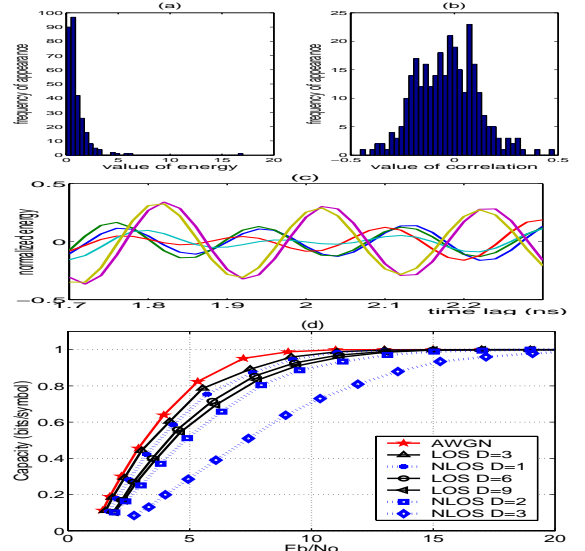 (a)
100
90
80
70
60
50
40
30
20
10
0
0 5 10 15 20
frequency of appearance
value of energy
(b)
25
20
15
10
5
0
−0.5 0 0.5
frequency of appearance
value of correlation
(c)
0.5
0
−0.5
1.7 1.8 1.9 2 2.1 2.2
normalized energy
time lag (ns)
(d)
1
0.8
0.6
0.4
0.2
0
0 5 10 15 20
Capacity (bits/symbol)
Eb/No
AWGN
LOS D=3
NLOS D=1
LOS D=6
LOS D=9
NLOS D=2
NLOS D=3